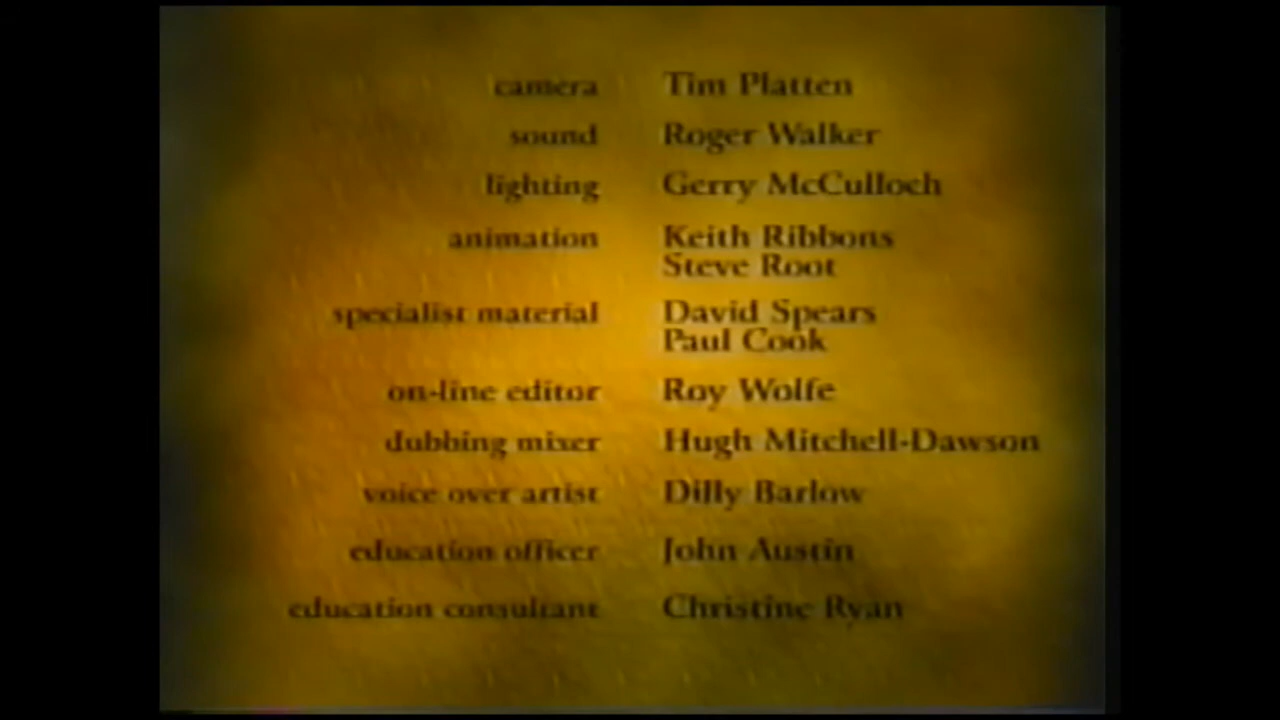 camera Tim Platten
sound Roger Walker
lighting Gerry McCulloch
animation Keith Ribbons
Steve Root
specialist material David Spears
Paul Cook
on-line editor Roy Wolfe
dubbing mixer Hugh Mitchell-Dawson
voice over artist Dilly Barlow
education officer John Austin
education consultant Christine Ryan